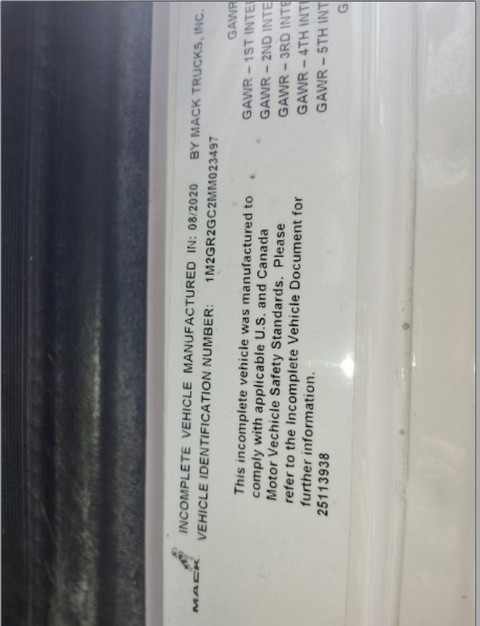 MACK
INCOMPLETE VEHICLE MANUFACTURED IN: 08/2020 BY MACK TRUCKS, INC.
VEHICLE IDENTIFICATION NUMBER: 1M2GR2GC2MM023497
GAWR
This incomplete vehicle was manufactured to
comply with applicable U.S. and Canada
Motor Vechicle Safety Standards. Please
refer to the Incomplete Vehicle Document for
further information.
25113938
GAWR – 1ST INTE
GAWR – 2ND INTE
GAWR – 3RD INTE
GAWR – 4TH INT
GAWR – 5TH INT
G